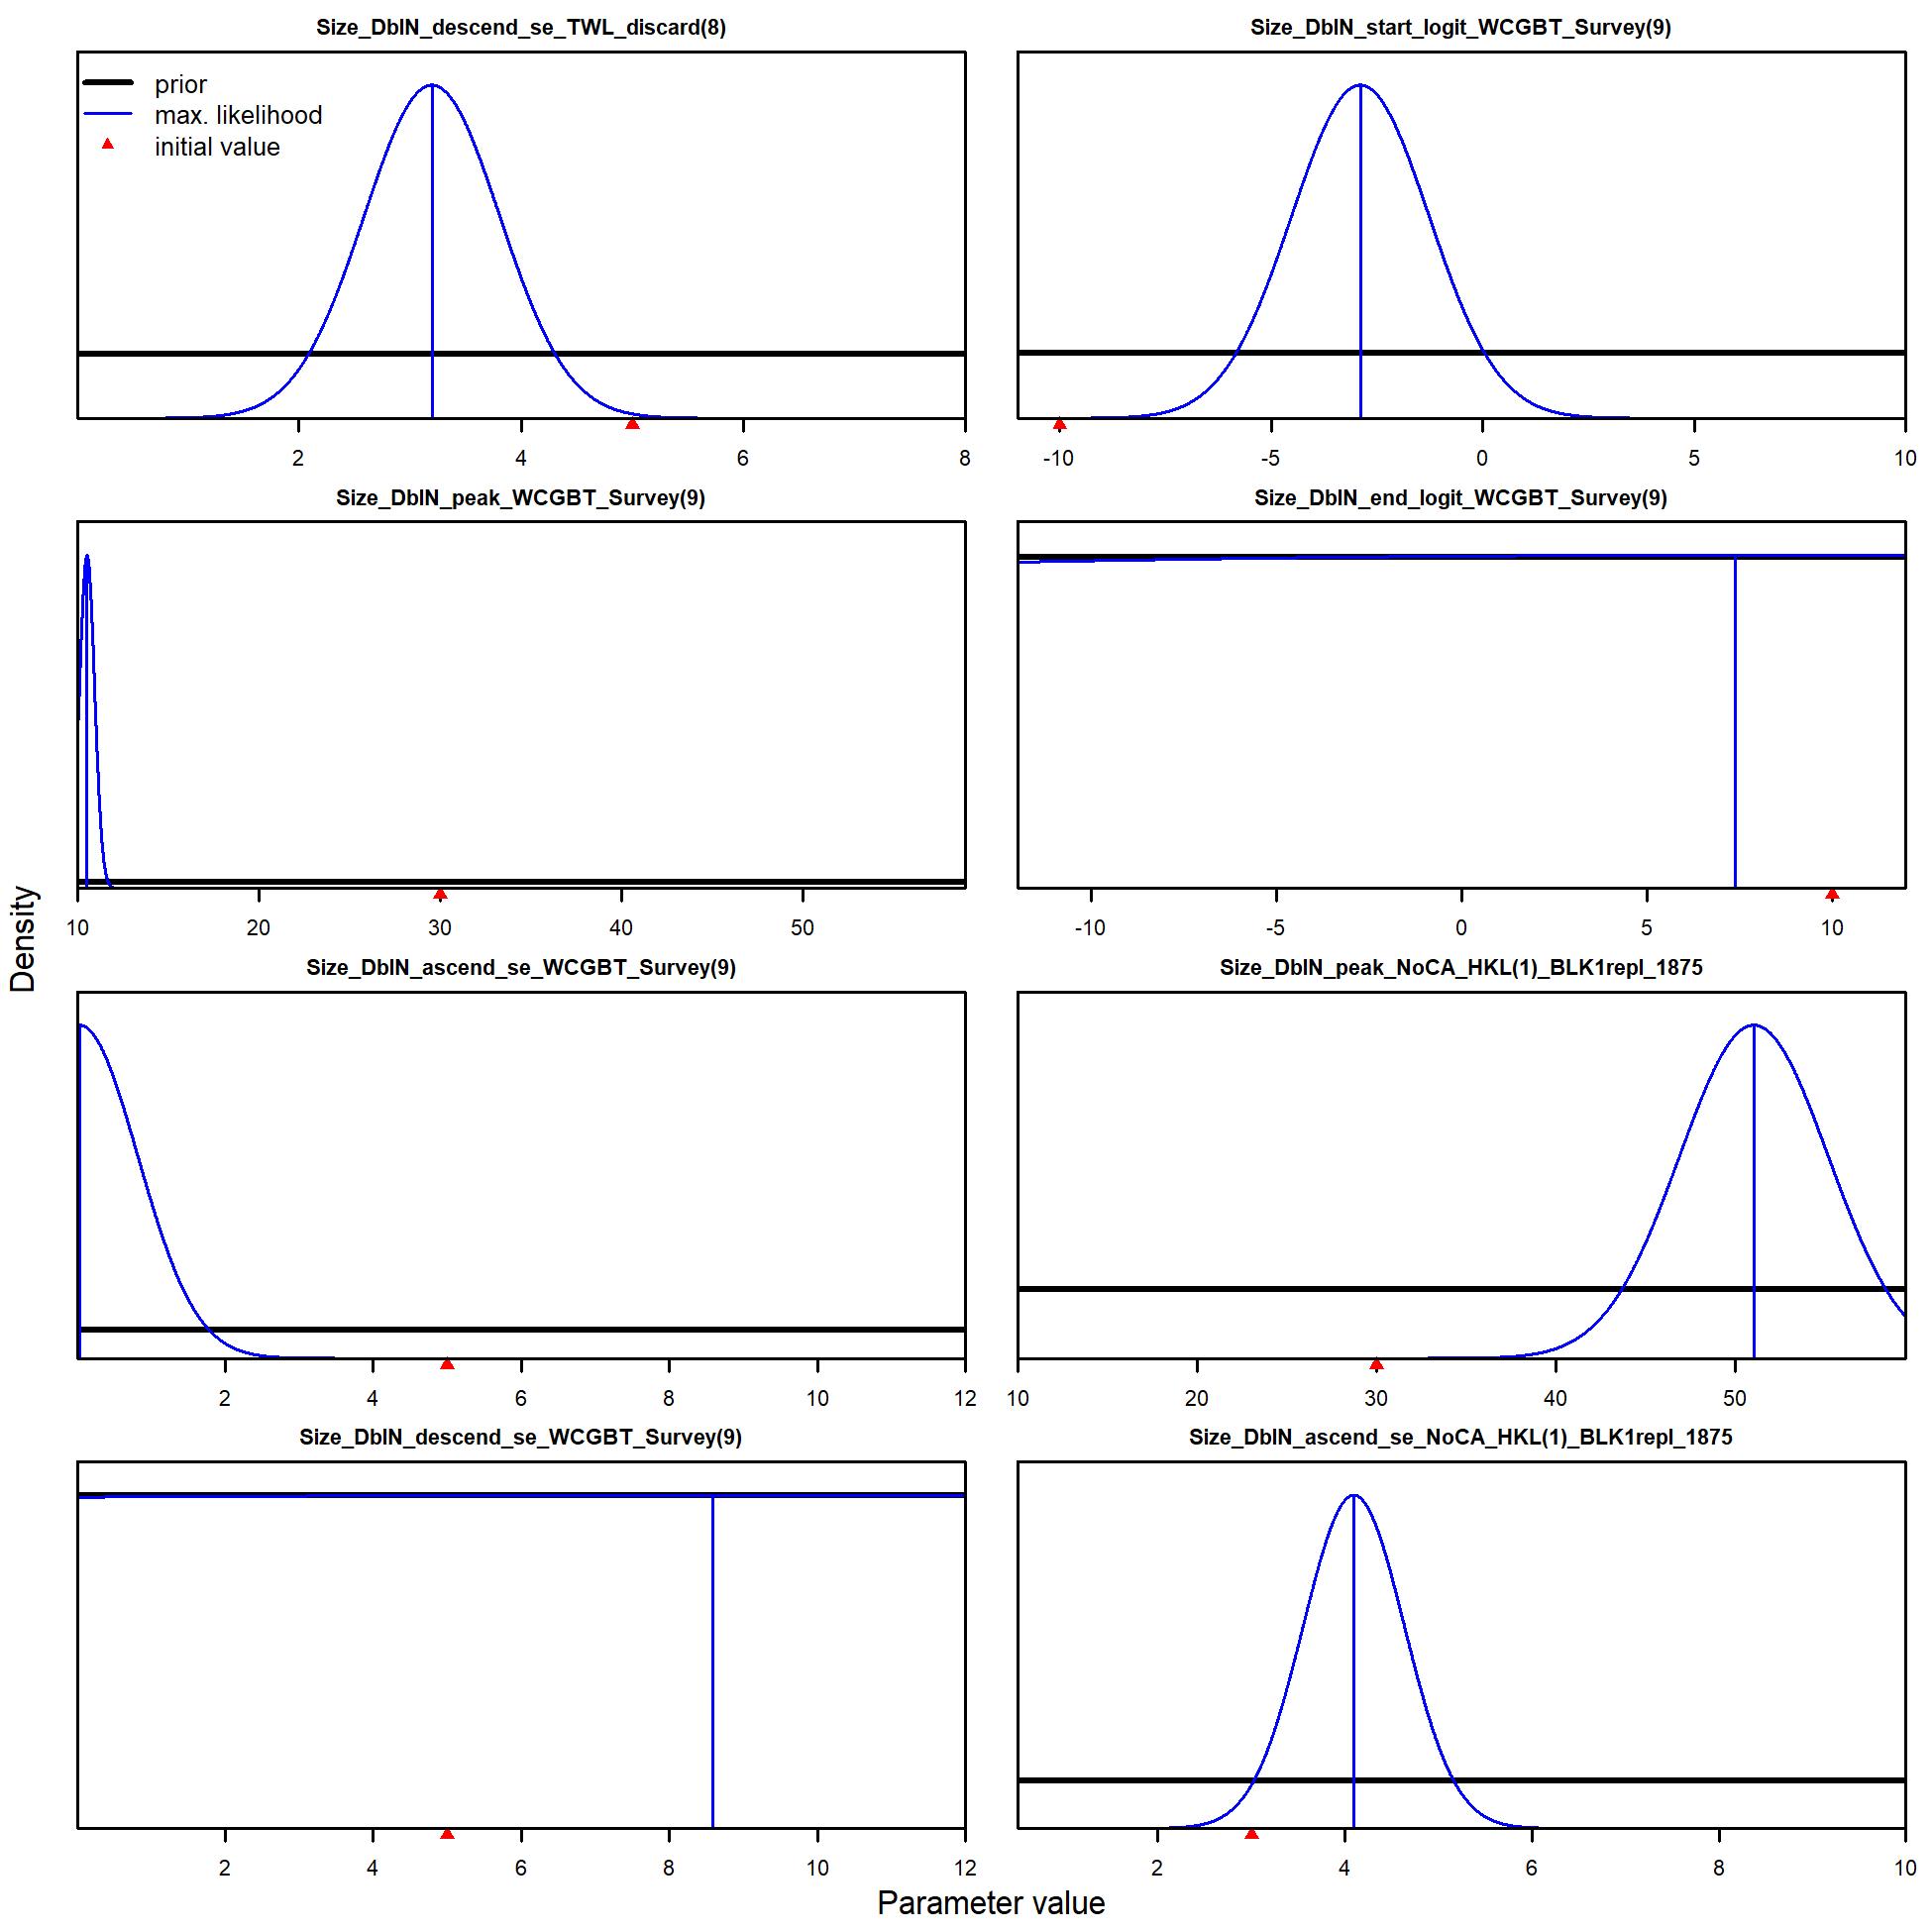 Size_DblN_descend_se_TWL_discard(8)
prior
max. likelihood
initial value
2 4 6 8
Size_DblN_start_logit_WCGBT_Survey(9)
-10 -5 0 5 10
Size_DblN_peak_WCGBT_Survey(9)
10 20 30 40 50
Size_DblN_end_logit_WCGBT_Survey(9)
-10 -5 0 5 10
Size_DblN_ascend_se_WCGBT_Survey(9)
2 4 6 8 10 12
Size_DblN_peak_NoCA_HKL(1)_BLK1repl_1875
10 20 30 40 50
Size_DblN_descend_se_WCGBT_Survey(9)
2 4 6 8 10 12
Size_DblN_ascend_se_NoCA_HKL(1)_BLK1repl_1875
2 4 6 8 10
Density
Parameter value